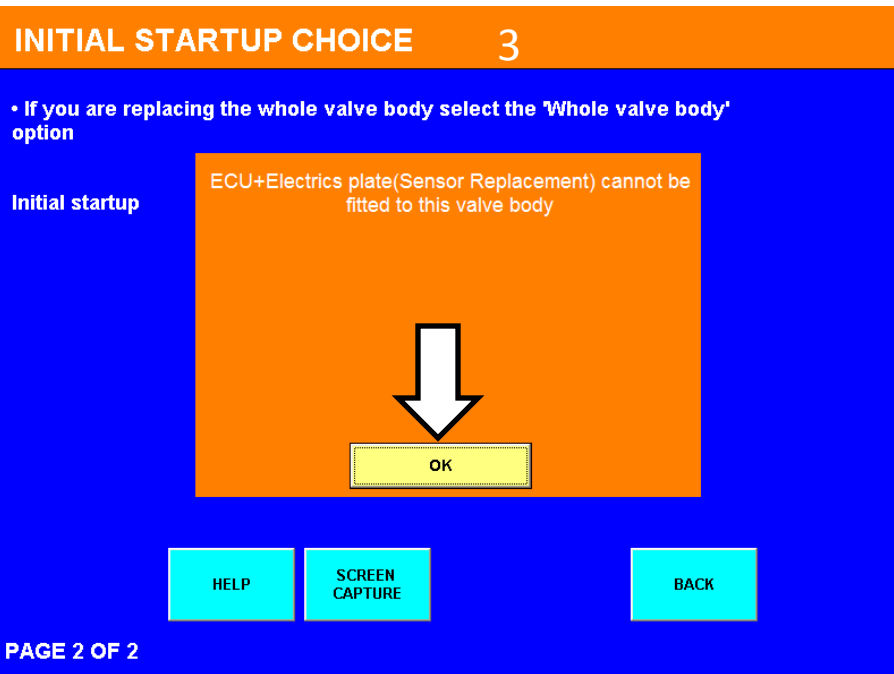 INITIAL STARTUP CHOICE 3
• If you are replacing the whole valve body select the 'Whole valve body'
option
ECU+Electrics plate(Sensor Replacement) cannot be
fitted to this valve body
Initial startup
OK
HELP
SCREEN
CAPTURE
BACK
PAGE 2 OF 2